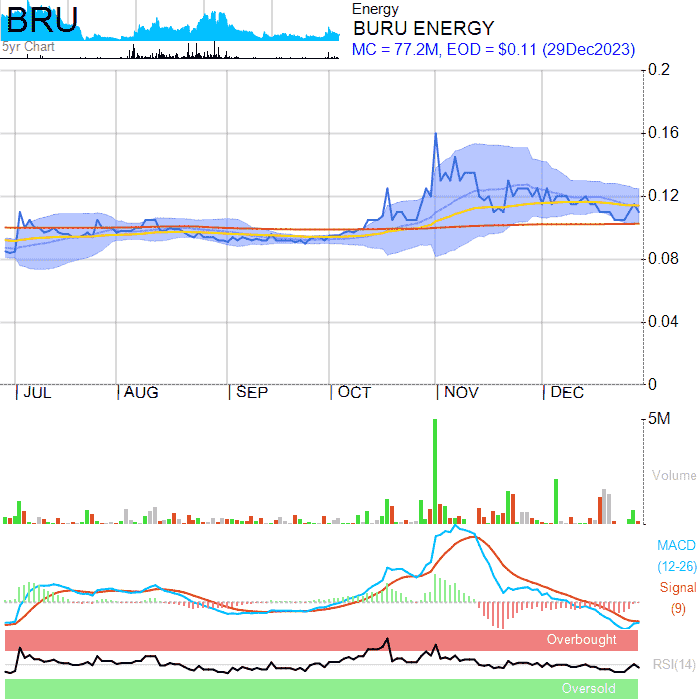 BRU
5yr Chart
Energy
BURU ENERGY
MC = 77.2M, EOD = $0.11 (29Dec2023)
0.2
0.16
0.12
0.08
0.04
0
JUL AUG SEP OCT NOV DEC
5M
Volume
MACD
(12-26)
Signal
(9)
Overbought
RSI(14)
Oversold